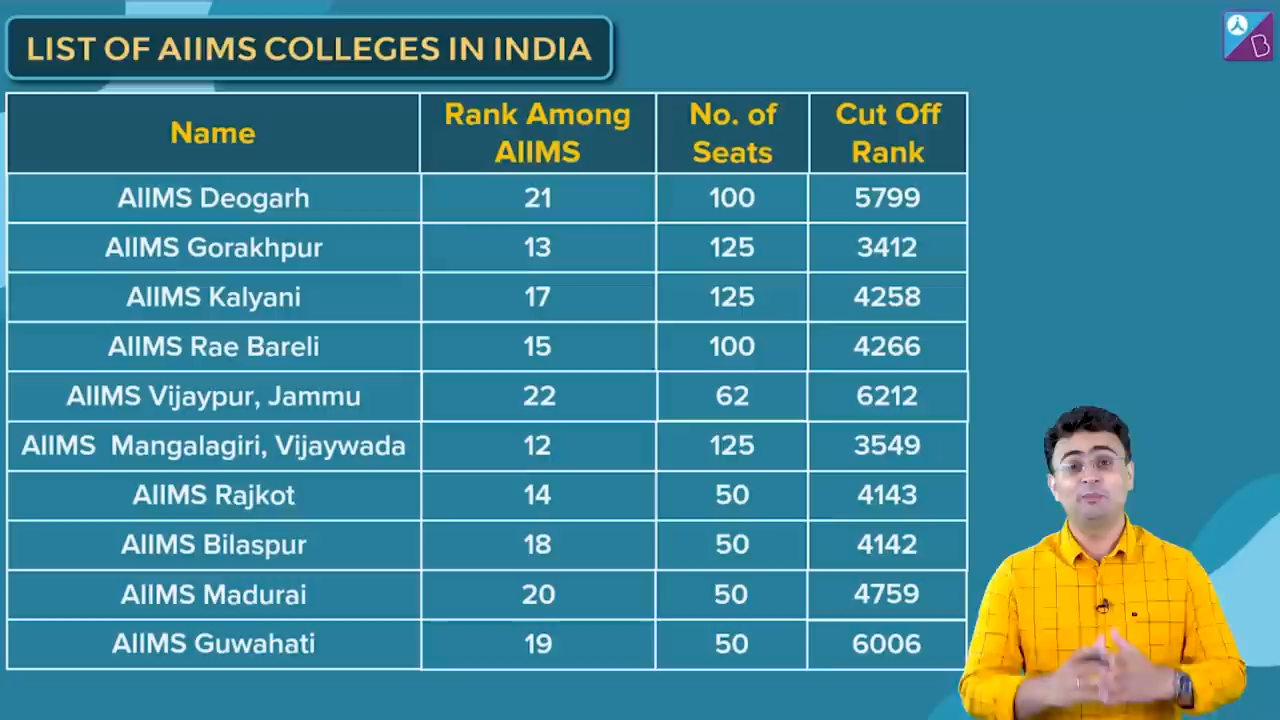 LIST OF AIIMS COLLEGES IN INDIA
Name Rank Among AIIMS No. of Seats Cut Off Rank
AIIMS Deogarh 21 100 5799
AIIMS Gorakhpur 13 125 3412
AIIMS Kalyani 17 125 4258
AIIMS Rae Bareli 15 100 4266
AIIMS Vijaypur, Jammu 22 62 6212
AIIMS Mangalagiri, Vijaywada 12 125 3549
AIIMS Rajkot 14 50 4143
AIIMS Bilaspur 18 50 4142
AIIMS Madurai 20 50 4759
AIIMS Guwahati 19 50 6006
B